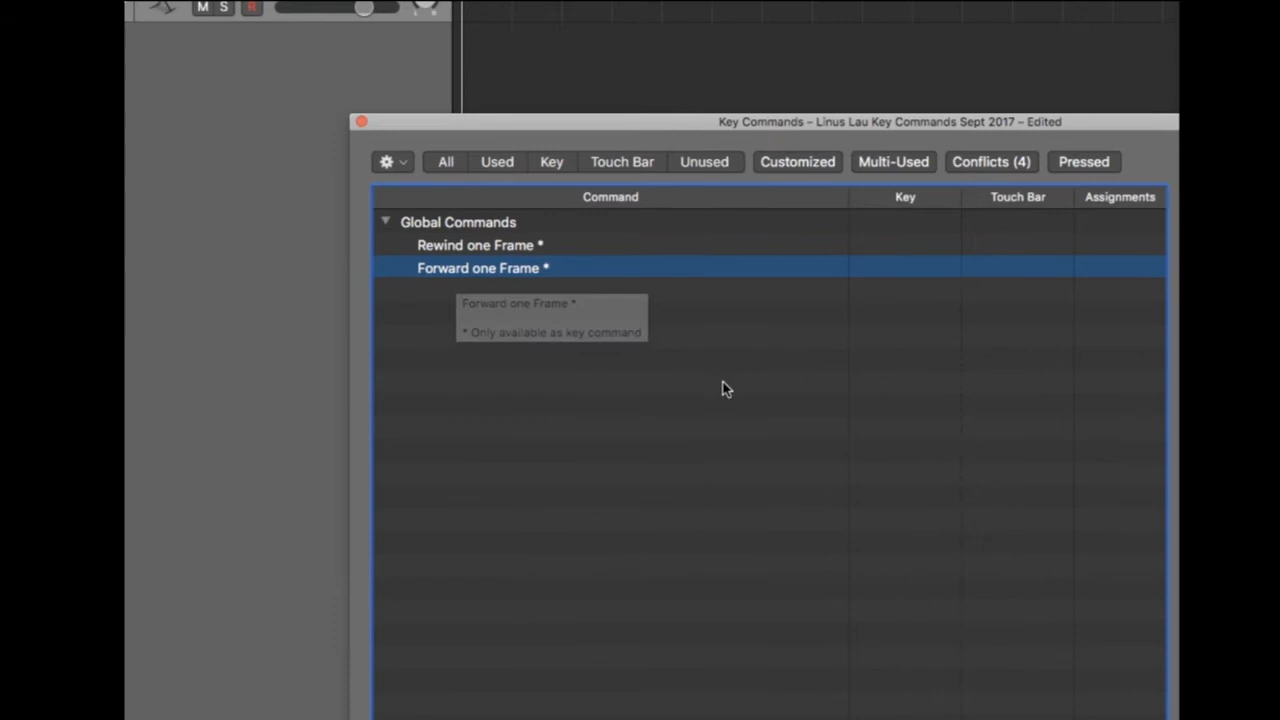 M S R
Key Commands – Linus Lau Key Commands Sept 2017 – Edited
All Used Key Touch Bar Unused Customized Multi-Used Conflicts (4) Pressed
Command Key Touch Bar Assignments
Global Commands
Rewind one Frame *
Forward one Frame *
Forward one Frame *
* Only available as key command